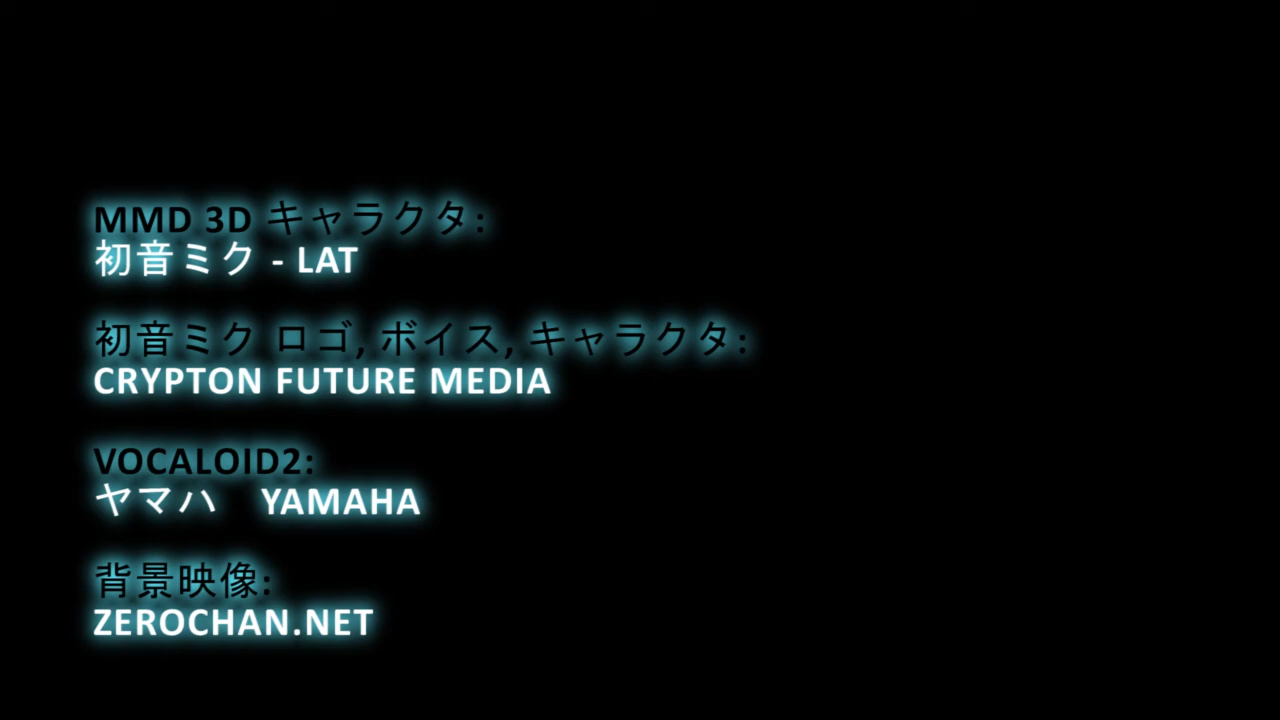 MMD 3D キャラクタ:
初音ミク - LAT
初音ミク ロゴ, ボイス, キャラクタ:
CRYPTON FUTURE MEDIA
VOCALOID2:
ヤマハ　YAMAHA
背景映像:
ZEROCHAN.NET